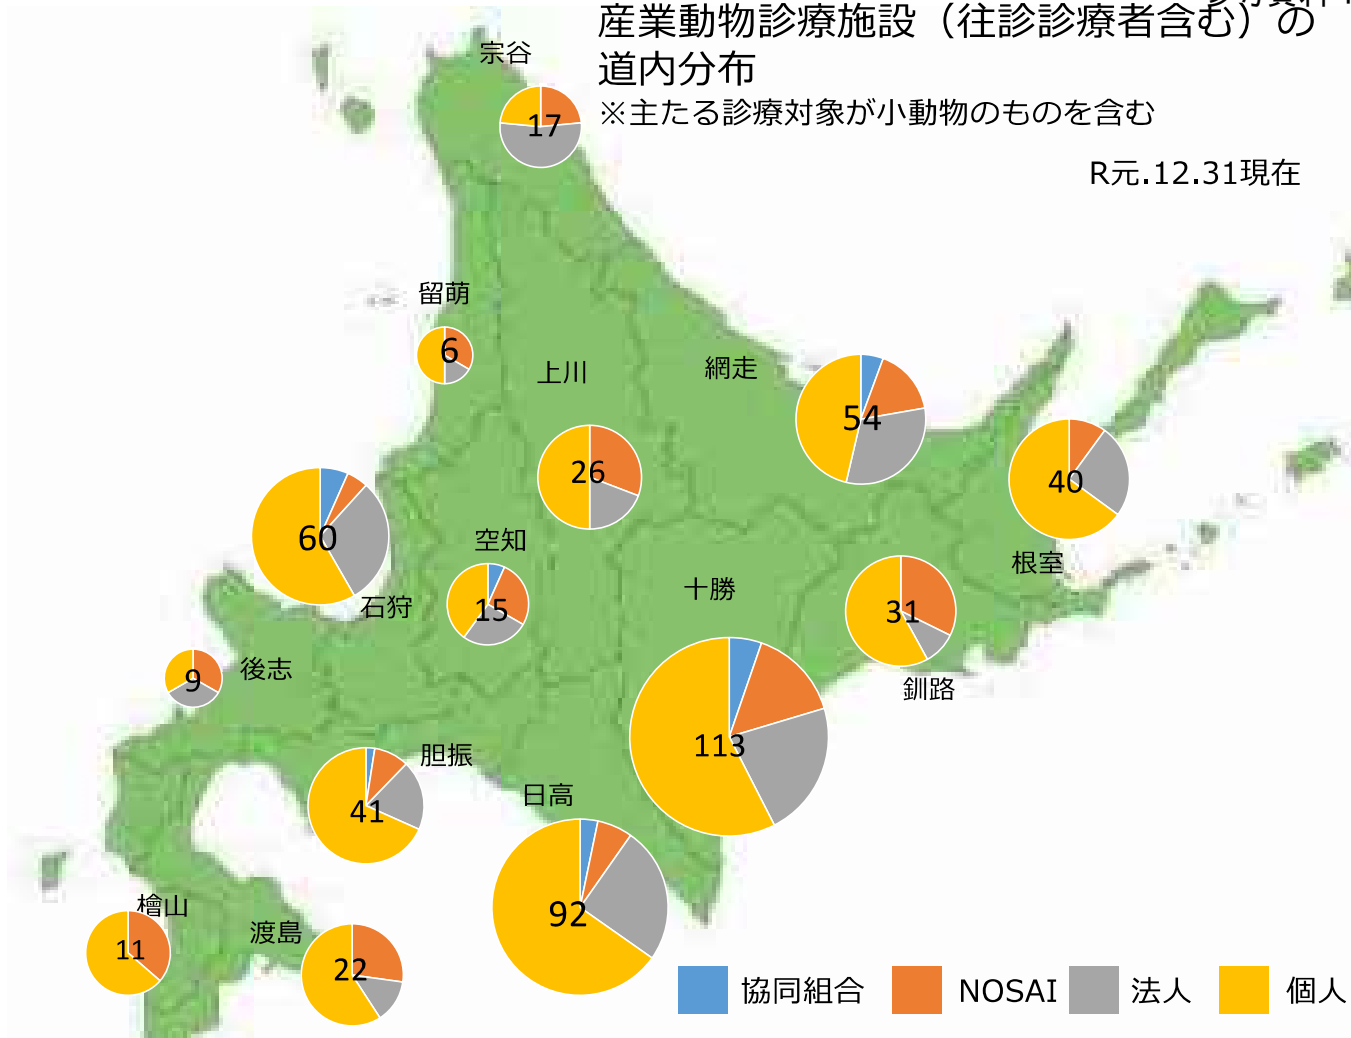 産業動物診療施設（往診診療者含む）の
道内分布
※主たる診療対象が小動物のものを含む
R元.12.31現在
宗谷
17
留萌
6
上川
26
網走
54
根室
40
石狩
60
空知
15
十勝
113
釧路
31
後志
9
胆振
41
日高
92
檜山
11
渡島
22
協同組合
NOSAI
法人
個人